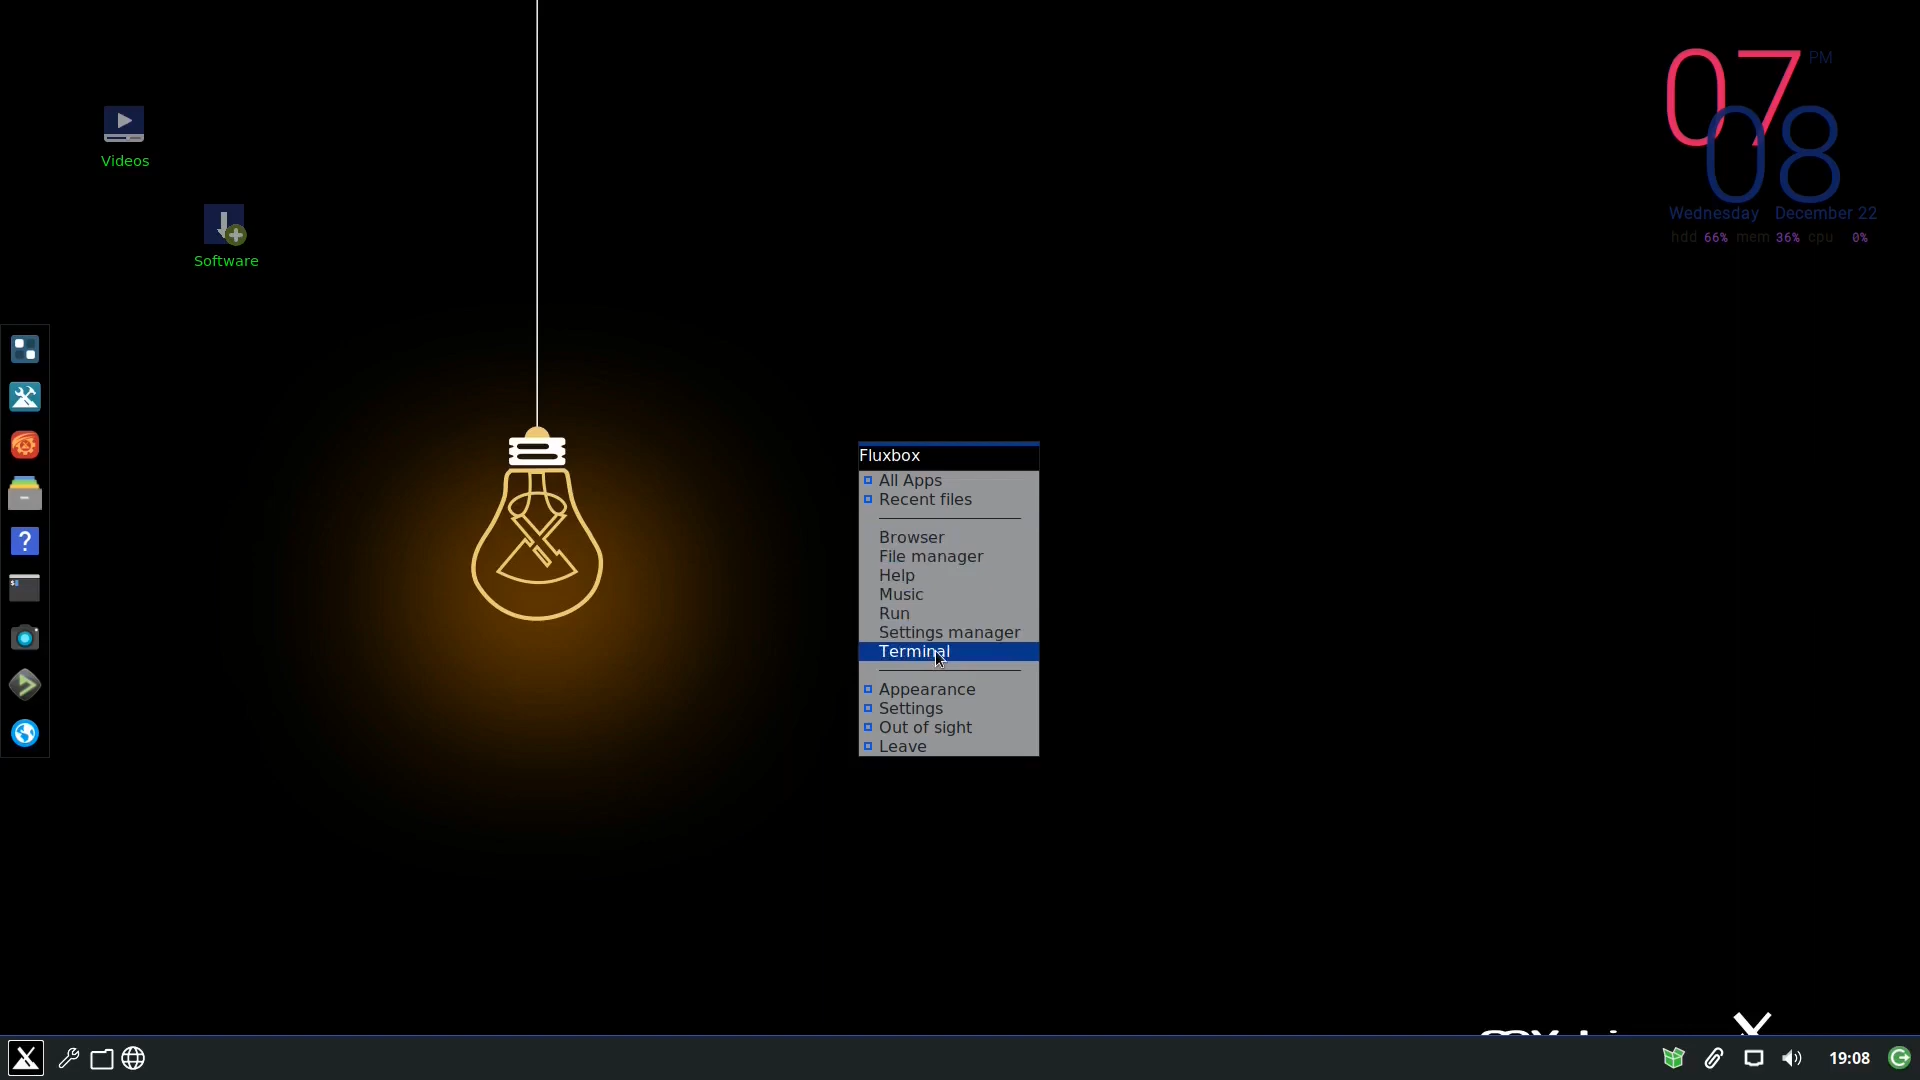 07 PM
08
Wednesday December 22
hdd 66% mem 36% cpu 0%
Videos
Software
?
$
Fluxbox
All Apps
Recent files
Browser
File manager
Help
Music
Run
Settings manager
Terminal
Appearance
Settings
Out of sight
Leave
19:08